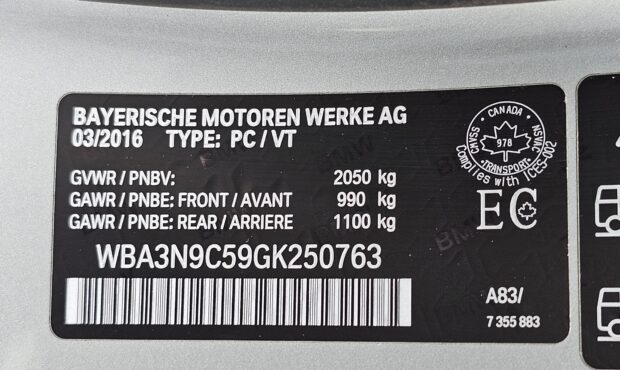 BAYERISCHE MOTOREN WERKE AG
03/2016 TYPE: PC / VT
GVWR / PNBV: 2050 kg
GAWR / PNBE: FRONT / AVANT 990 kg
GAWR / PNBE: REAR / ARRIERE 1100 kg
WBA3N9C59GK250763
CANADA
NSVAC
978
TRANSPORT
Complies with ICES-002
EC
A83/
7 355 883